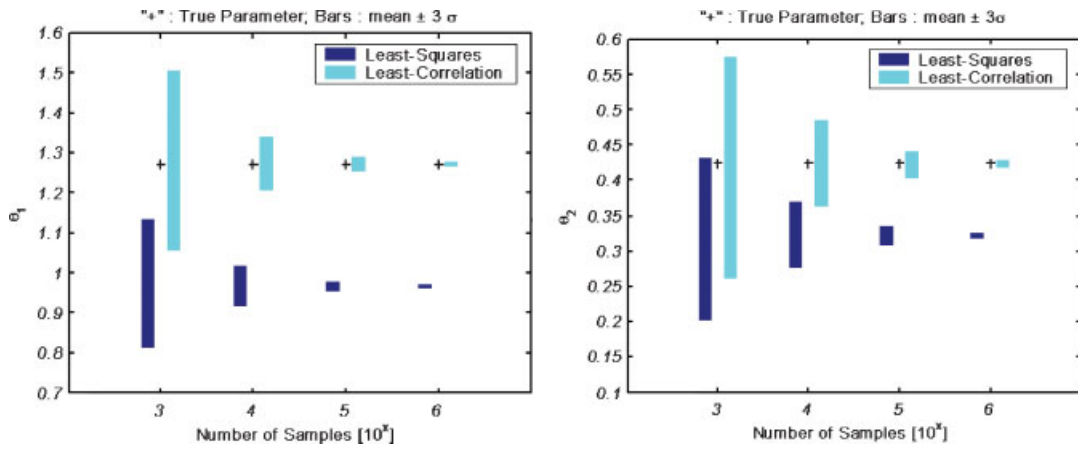 "+" : True Parameter; Bars : mean ± 3 σ
1.6
1.5
1.4
1.3
1.2
1.1
1
0.9
0.8
0.7
θ1
Least-Squares
Least-Correlation
3 4 5 6
Number of Samples [10^x]
"+" : True Parameter; Bars : mean ± 3σ
0.6
0.55
0.5
0.45
0.4
0.35
0.3
0.25
0.2
0.15
0.1
θ2
Least-Squares
Least-Correlation
3 4 5 6
Number of Samples [10^x]